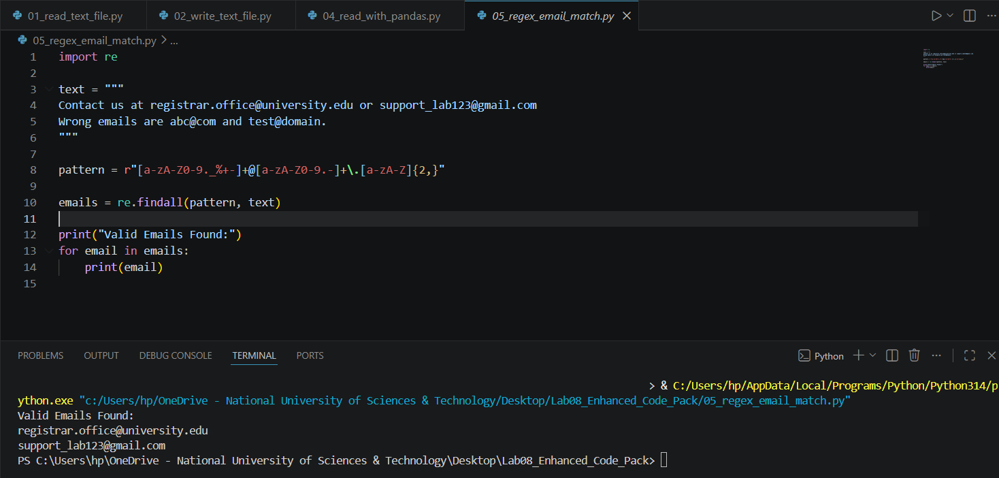 01_read_text_file.py 02_write_text_file.py 04_read_with_pandas.py 05_regex_email_match.py
05_regex_email_match.py > ...
1 import re
2
3 text = """
4 Contact us at registrar.office@university.edu or support_lab123@gmail.com
5 Wrong emails are abc@com and test@domain.
6 """
7
8 pattern = r"[a-zA-Z0-9._%+-]+@[a-zA-Z0-9.-]+\.[a-zA-Z]{2,}"
9
10 emails = re.findall(pattern, text)
11
12 print("Valid Emails Found:")
13 for email in emails:
14     print(email)
15
PROBLEMS OUTPUT DEBUG CONSOLE TERMINAL PORTS Python
> & C:/Users/hp/AppData/Local/Programs/Python/Python314/p
ython.exe "c:/Users/hp/OneDrive - National University of Sciences & Technology/Desktop/Lab08_Enhanced_Code_Pack/05_regex_email_match.py"
Valid Emails Found:
registrar.office@university.edu
support_lab123@gmail.com
PS C:\Users\hp\OneDrive - National University of Sciences & Technology\Desktop\Lab08_Enhanced_Code_Pack>